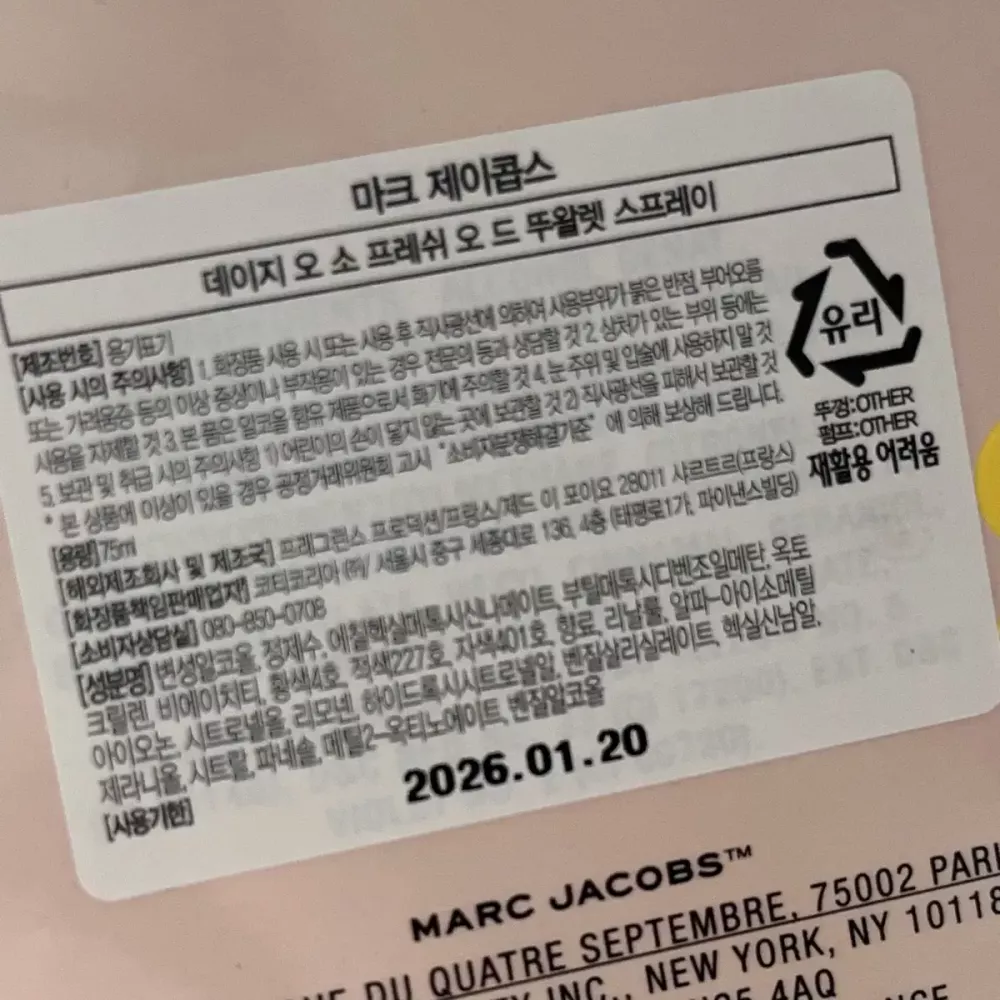 마크 제이콥스
데이지 오 소 프레쉬 오 드 뚜왈렛 스프레이
[제조번호] 용기표기
[사용 시의 주의사항] 1. 화장품 사용 시 또는 사용 후 직사광선에 의하여 사용부위가 붉은 반점 부어오름
또는 가려움증 등의 이상 증상이나 부작용이 있는 경우 전문의 등과 상담할 것 2. 상처가 있는 부위 등에는
사용을 자제할 것 3. 본 품은 알코올 함유 제품으로서 화기에 주의할 것 4. 눈 주위 및 입술에 사용하지 말 것
5. 보관 및 취급 시의 주의사항 1) 어린이의 손이 닿지 않는 곳에 보관할 것 2) 직사광선을 피해서 보관할 것
* 본 상품에 이상이 있을 경우 공정거래위원회 고시 "소비자분쟁해결기준" 에 의해 보상해 드립니다.
[용량] 75ml
[해외제조회사 및 제조국] 프래그런스 프로덕션/프랑스/제드 이 포이요 28011 샤르트르(프랑스)
[화장품책임판매업자] 코티코리아 (주)/ 서울시 중구 세종대로 136, 4층 (태평로1가, 파이낸스빌딩)
[소비자상담실] 080-850-0708
[성분명] 변성알코올, 정제수, 에칠헥실메톡시신나메이트, 부틸메톡시디벤조일메탄, 옥토
크릴렌, 비에이치티, 황색4호, 적색227호, 자색401호, 향료, 리날룰, 알파-아이소메틸
아이오논, 시트로넬올, 리모넨, 하이드록시시트로넬알, 벤질살리실레이트, 헥실신남알,
제라니올, 시트랄, 파네솔, 메틸2-옥티노에이트, 벤질알코올
[사용기한] 2026.01.20
유리
뚜껑:OTHER
펌프:OTHER
재활용 어려움
MARC JACOBS™
DU QUATRE SEPTEMBRE, 75002 PARI
INC., NEW YORK, NY 10118
4AQ